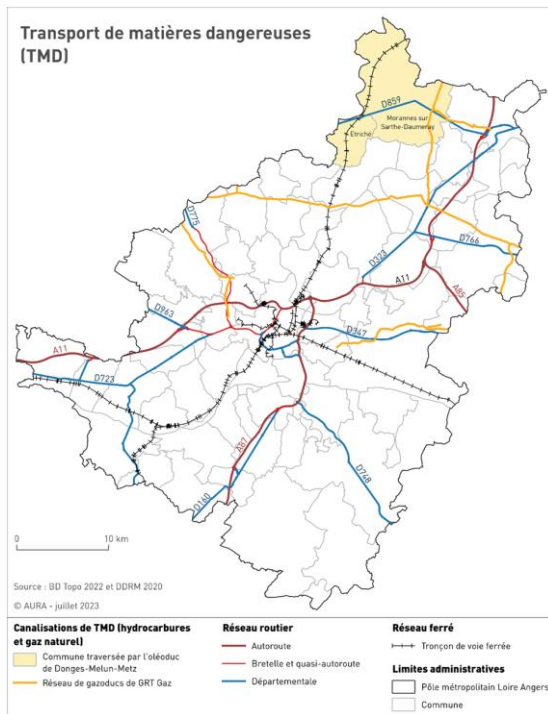 Transport de matières dangereuses
(TMD)
D859
Morannes sur
Sarthe-Daumeray
Etriché
D775
D766
D323
A11
A85
D963
D347
A11
D723
A87
D160
D748
0 10 km
Source : BD Topo 2022 et DDRM 2020
© AURA - juillet 2023
Canalisations de TMD (hydrocarbures
et gaz naturel)
Commune traversée par l'oléoduc
de Donges-Melun-Metz
Réseau de gazoducs de GRT Gaz
Réseau routier
Autoroute
Bretelle et quasi-autoroute
Départementale
Réseau ferré
Tronçon de voie ferrée
Limites administratives
Pôle métropolitain Loire Angers
Commune